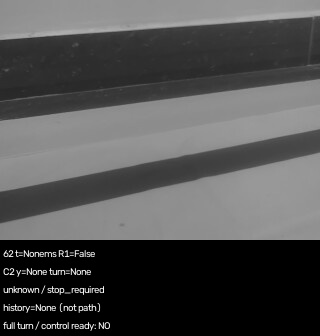 62 t=Nonems R1=False
C2 y=None turn=None
unknown / stop_required
history=None (not path)
full turn / control ready: NO